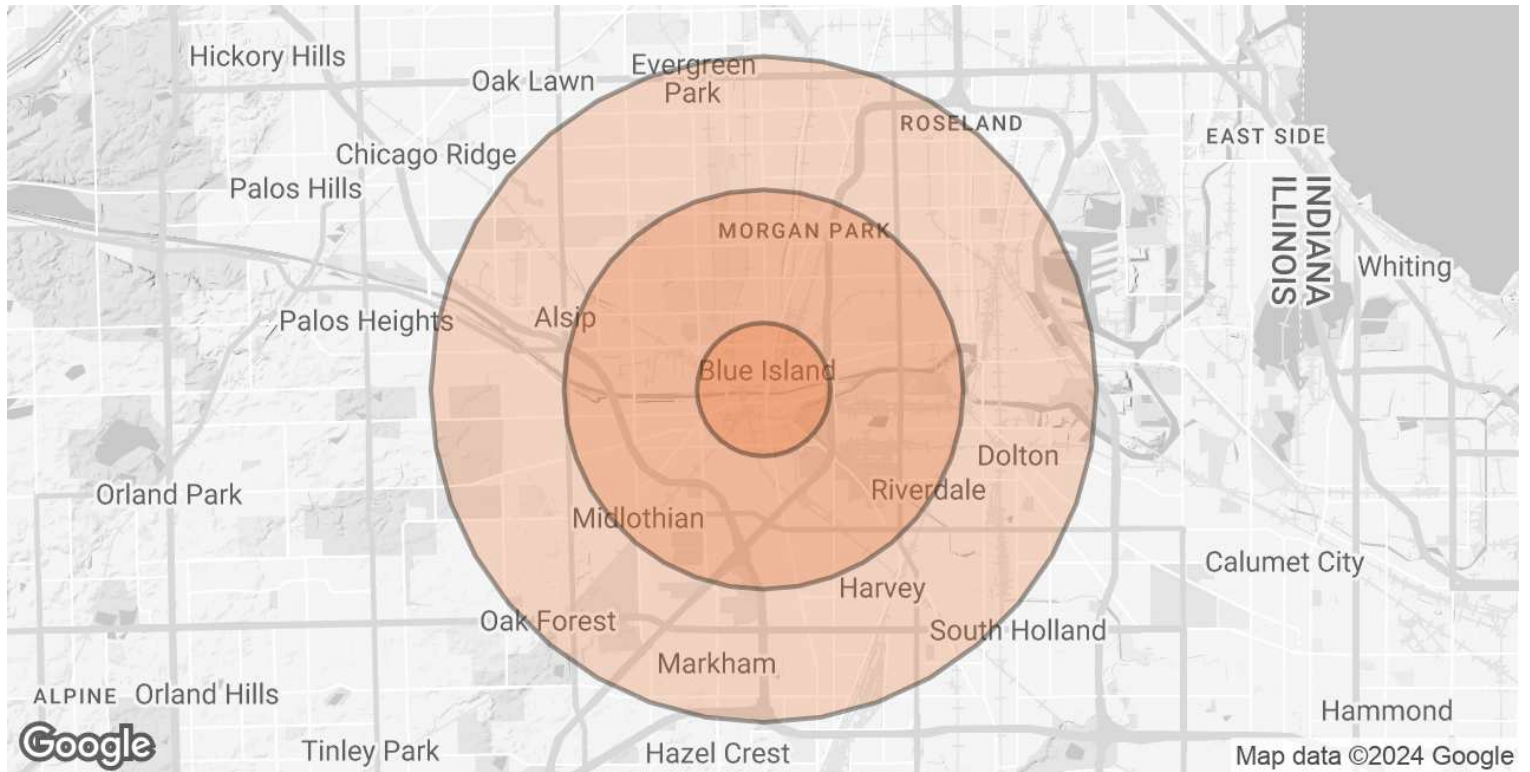 Hickory Hills
Evergreen
Park
Oak Lawn
ROSELAND
EAST SIDE
Chicago Ridge
Palos Hills
INDIANA
ILLINOIS
MORGAN PARK
Whiting
Alsip
Palos Heights
Blue Island
Dolton
Orland Park
Riverdale
Midlothian
Calumet City
Harvey
Oak Forest
South Holland
Markham
ALPINE
Orland Hills
Hammond
Google
Tinley Park
Hazel Crest
Map data ©2024 Google